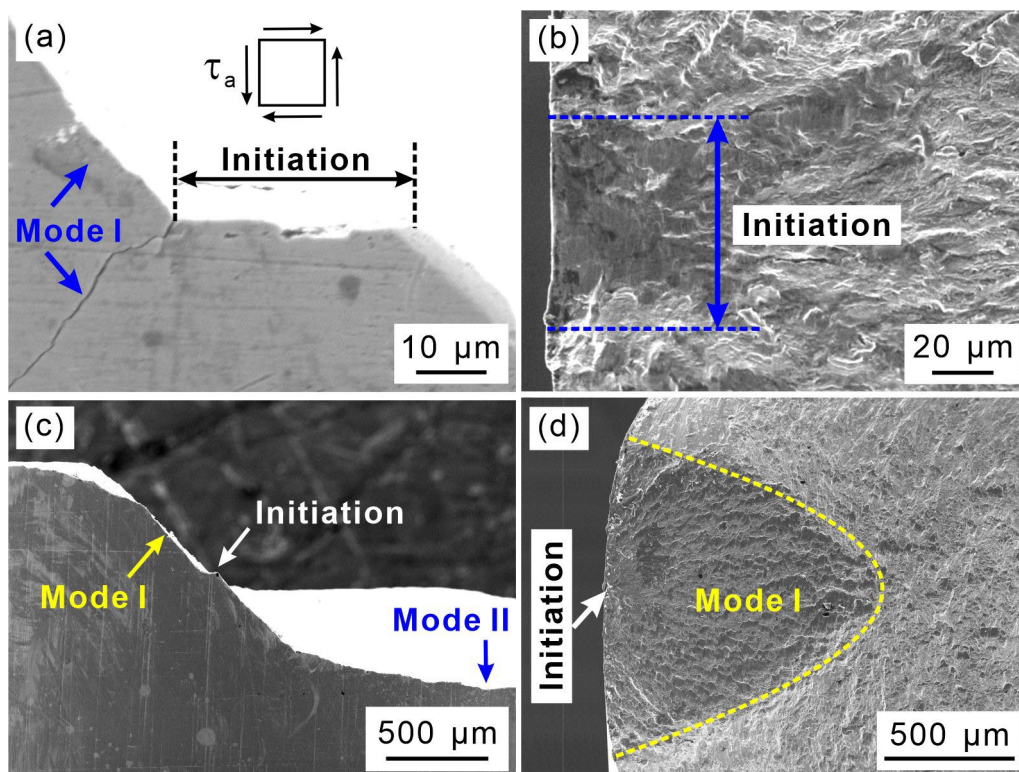 (a)
τa
Initiation
Mode I
10 μm
(b)
Initiation
20 μm
(c)
Initiation
Mode I
Mode II
500 μm
(d)
Initiation
Mode I
500 μm